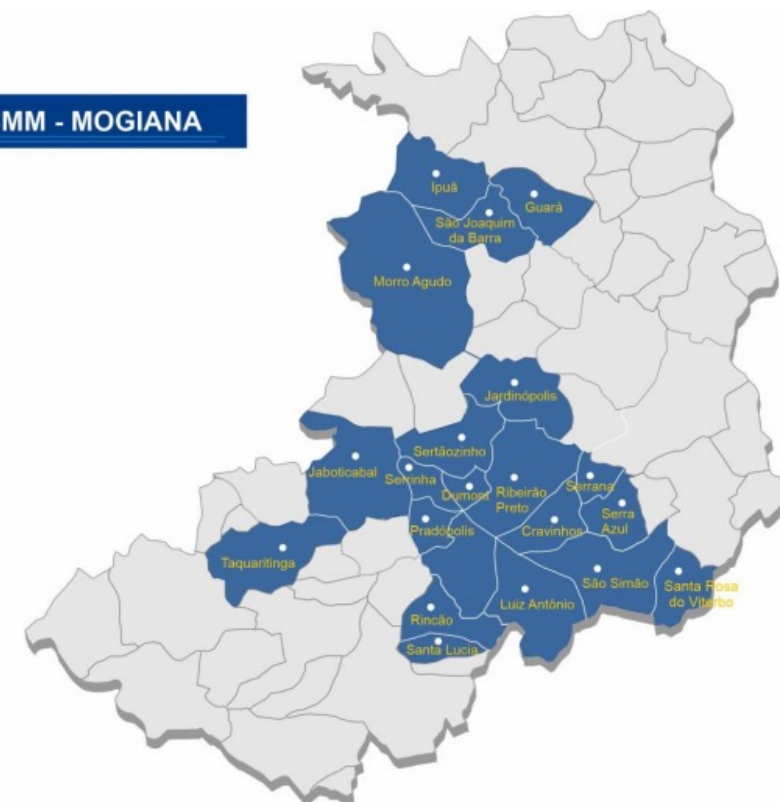 MM - MOGIANA
Ipuã
Guará
São Joaquim
da Barra
Morro Agudo
Jardinópolis
Sertãozinho
Jaboticabal
Serrinha
Dumont
Ribeirão
Preto
Serrana
Serra
Azul
Pradópolis
Cravinhos
Taquaritinga
São Simão
Santa Rosa
do Viterbo
Luiz Antônio
Rincão
Santa Lucia